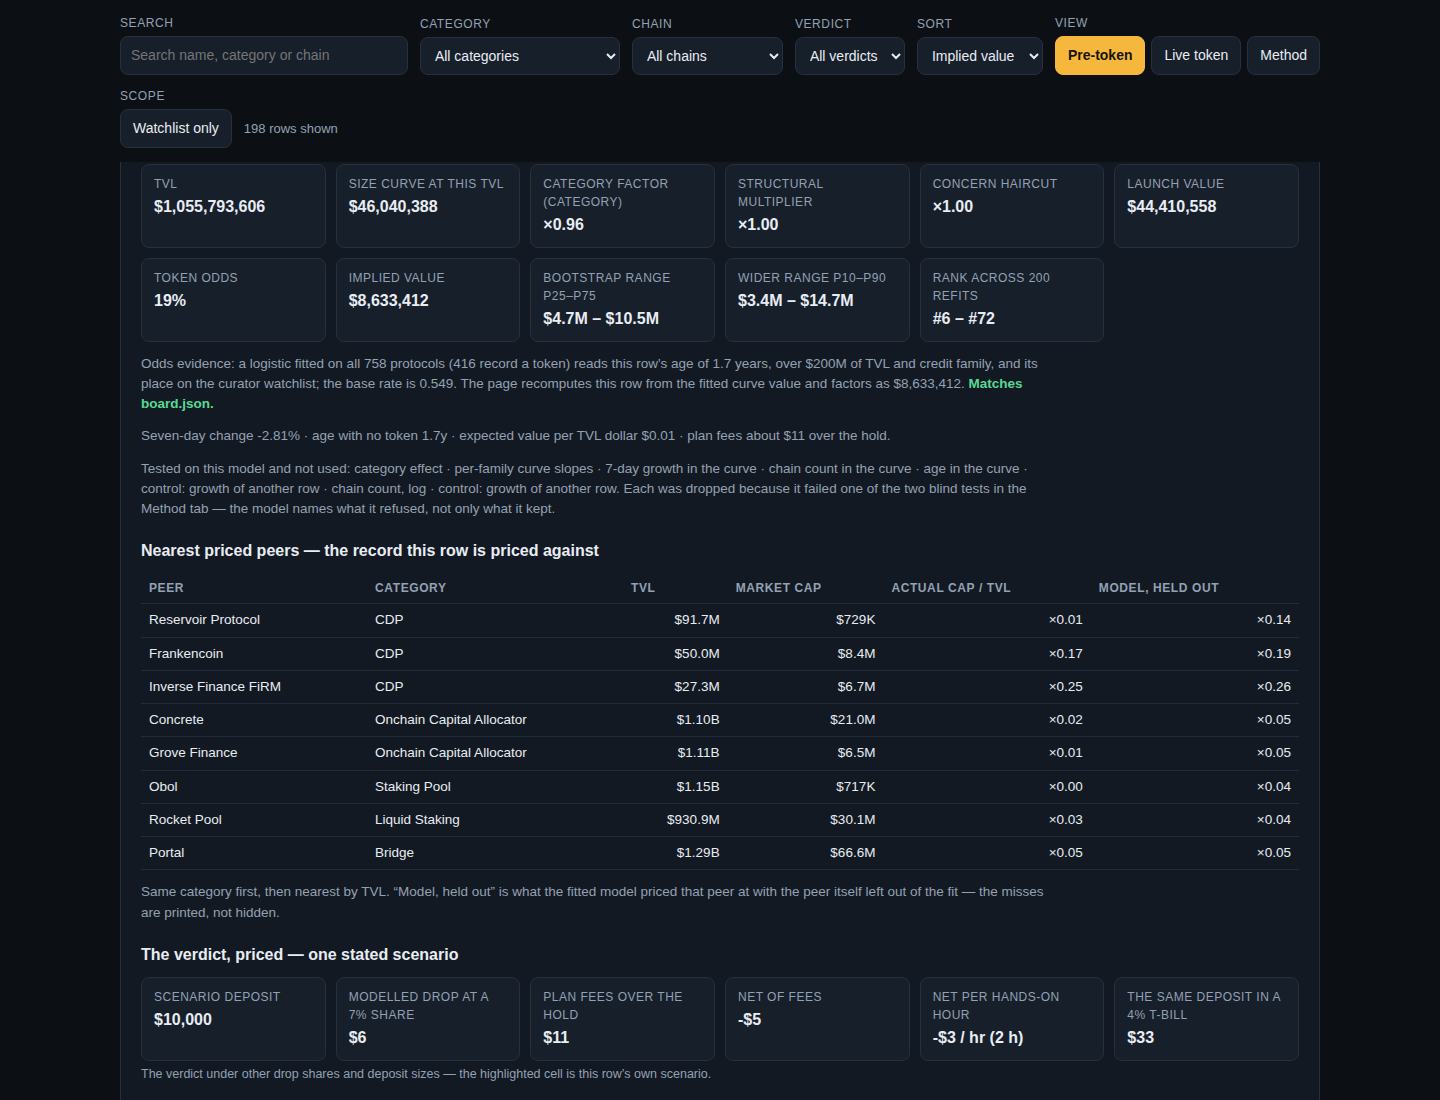 SEARCH
CATEGORY
CHAIN
VERDICT
SORT
VIEW
Search name, category or chain
All categories
All chains
All verdicts
Implied value
Pre-token
Live token
Method
SCOPE
Watchlist only
198 rows shown
TVL
$1,055,793,606
SIZE CURVE AT THIS TVL
$46,040,388
CATEGORY FACTOR
(CATEGORY)
×0.96
STRUCTURAL
MULTIPLIER
×1.00
CONCERN HAIRCUT
×1.00
LAUNCH VALUE
$44,410,558
TOKEN ODDS
19%
IMPLIED VALUE
$8,633,412
BOOTSTRAP RANGE
P25–P75
$4.7M – $10.5M
WIDER RANGE P10–P90
$3.4M – $14.7M
RANK ACROSS 200
REFITS
#6 – #72
Odds evidence: a logistic fitted on all 758 protocols (416 record a token) reads this row's age of 1.7 years, over $200M of TVL and credit family, and its
place on the curator watchlist; the base rate is 0.549. The page recomputes this row from the fitted curve value and factors as $8,633,412. Matches
board.json.
Seven-day change -2.81% · age with no token 1.7y · expected value per TVL dollar $0.01 · plan fees about $11 over the hold.
Tested on this model and not used: category effect · per-family curve slopes · 7-day growth in the curve · chain count in the curve · age in the curve ·
control: growth of another row · chain count, log · control: growth of another row. Each was dropped because it failed one of the two blind tests in the
Method tab — the model names what it refused, not only what it kept.
Nearest priced peers — the record this row is priced against
PEER CATEGORY TVL MARKET CAP ACTUAL CAP / TVL MODEL, HELD OUT
Reservoir Protocol CDP $91.7M $729K ×0.01 ×0.14
Frankencoin CDP $50.0M $8.4M ×0.17 ×0.19
Inverse Finance FiRM CDP $27.3M $6.7M ×0.25 ×0.26
Concrete Onchain Capital Allocator $1.10B $21.0M ×0.02 ×0.05
Grove Finance Onchain Capital Allocator $1.11B $6.5M ×0.01 ×0.05
Obol Staking Pool $1.15B $717K ×0.00 ×0.04
Rocket Pool Liquid Staking $930.9M $30.1M ×0.03 ×0.04
Portal Bridge $1.29B $66.6M ×0.05 ×0.05
Same category first, then nearest by TVL. “Model, held out” is what the fitted model priced that peer at with the peer itself left out of the fit — the misses
are printed, not hidden.
The verdict, priced — one stated scenario
SCENARIO DEPOSIT
$10,000
MODELLED DROP AT A
7% SHARE
$6
PLAN FEES OVER THE
HOLD
$11
NET OF FEES
-$5
NET PER HANDS-ON
HOUR
-$3 / hr (2 h)
THE SAME DEPOSIT IN A
4% T-BILL
$33
The verdict under other drop shares and deposit sizes — the highlighted cell is this row's own scenario.